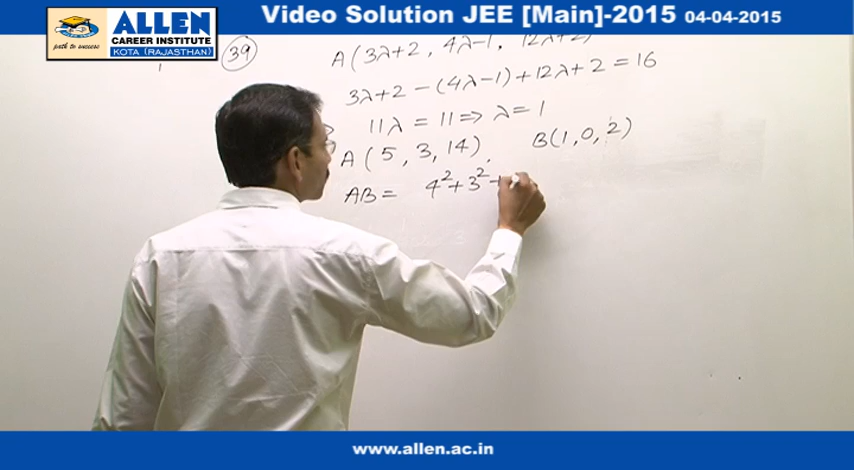 ALLEN
CAREER INSTITUTE
KOTA (RAJASTHAN)
path to success
Video Solution JEE [Main]-2015 04-04-2015
39
A (3λ+2, 4λ-1, 12λ+2)
3λ+2 - (4λ-1) + 12λ+2 = 16
11λ = 11 ⇒ λ = 1
A (5, 3, 14), B(1, 0, 2)
AB = 4²+3²+
www.allen.ac.in